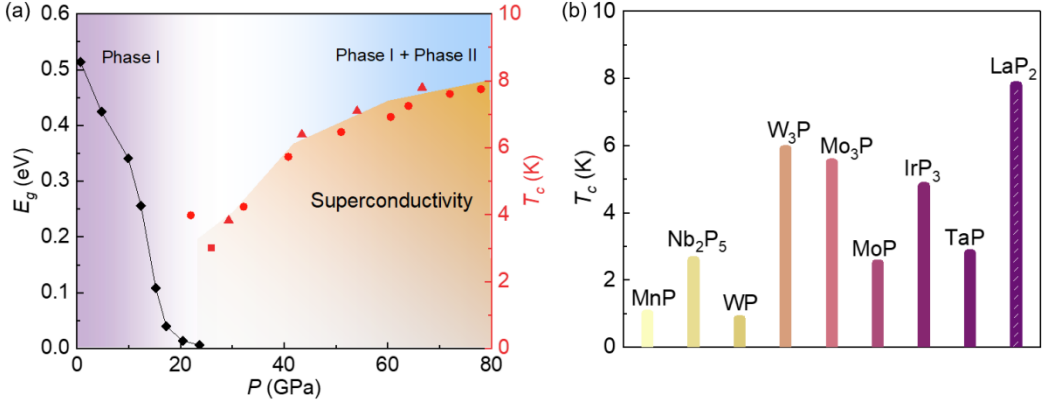 (a)
0.6
0.5
0.4
0.3
0.2
0.1
0.0
E_g (eV)
Phase I
Phase I + Phase II
Superconductivity
0
20
40
60
80
P (GPa)
10
8
6
4
2
0
T_c (K)
(b)
10
8
6
4
2
0
T_c (K)
MnP
Nb₂P₅
WP
W₃P
Mo₃P
MoP
IrP₃
TaP
LaP₂